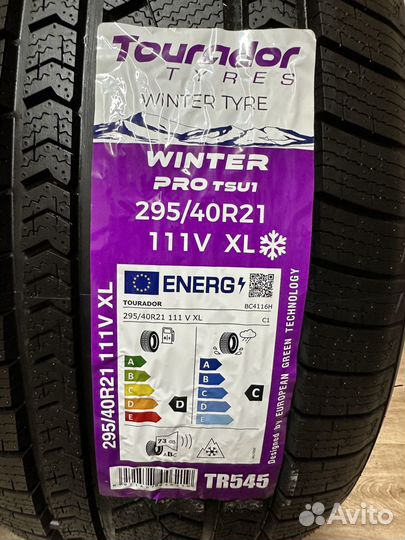 Tourador
TYRES
WINTER TYRE
WINTER
PRO TSU1
295/40R21
111V XL
ENERG
TOURADOR
BC4116H
295/40R21 111 V XL
C1
A
B
C
D
E
D
A
B
C
D
E
C
73 dB
ABC
295/40R21 111V XL
Designed by EUROPEAN GREEN TECHNOLOGY
TR545
Avito